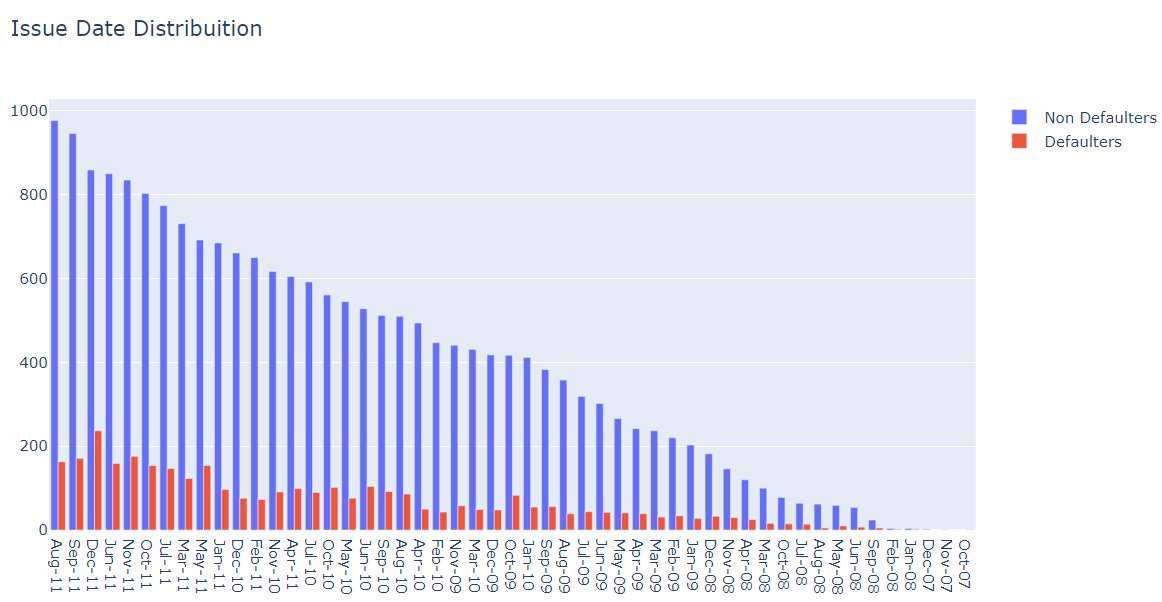 Issue Date Distribuition
Non Defaulters
Defaulters
1000
800
600
400
200
0
Aug-11
Sep-11
Dec-11
Jun-11
Nov-11
Oct-11
Jul-11
Mar-11
May-11
Jan-11
Dec-10
Feb-11
Nov-10
Apr-11
Jul-10
Oct-10
May-10
Jun-10
Sep-10
Aug-10
Apr-10
Feb-10
Nov-09
Mar-10
Dec-09
Oct-09
Jan-10
Sep-09
Aug-09
Jul-09
Jun-09
May-09
Apr-09
Mar-09
Feb-09
Jan-09
Dec-08
Nov-08
Apr-08
Mar-08
Oct-08
Jul-08
Aug-08
May-08
Jun-08
Sep-08
Feb-08
Jan-08
Dec-07
Nov-07
Oct-07